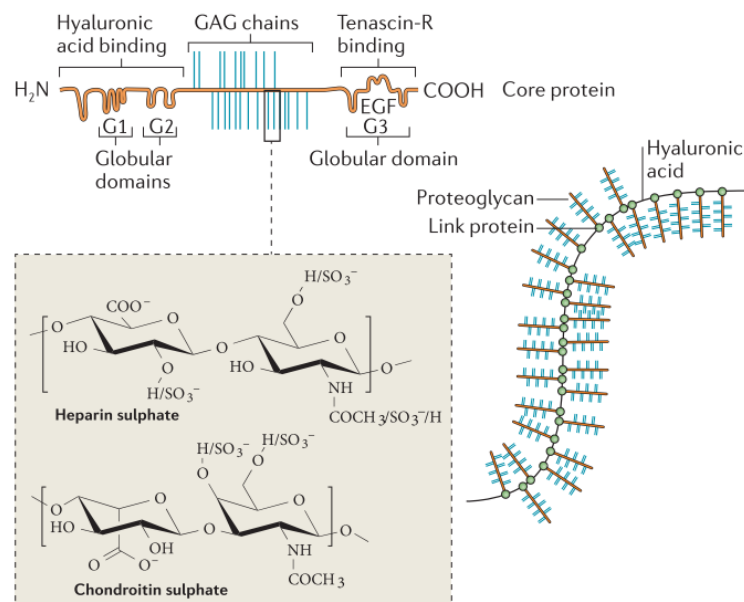 Hyaluronic
acid binding
GAG chains
Tenascin-R
binding
H₂N
COOH
Core protein
EGF
G1
G2
G3
Globular
domains
Globular domain
Hyaluronic
acid
Proteoglycan
Link protein
H/SO₃⁻
O
COO⁻
O
O
HO
O
O
O
H/SO₃⁻
HO
NH
O
COCH₃/SO₃⁻/H
Heparin sulphate
H/SO₃⁻
H/SO₃⁻
O
O
O
O
HO
O
O
OH
O
O
O⁻
NH
O
COCH₃
Chondroitin sulphate